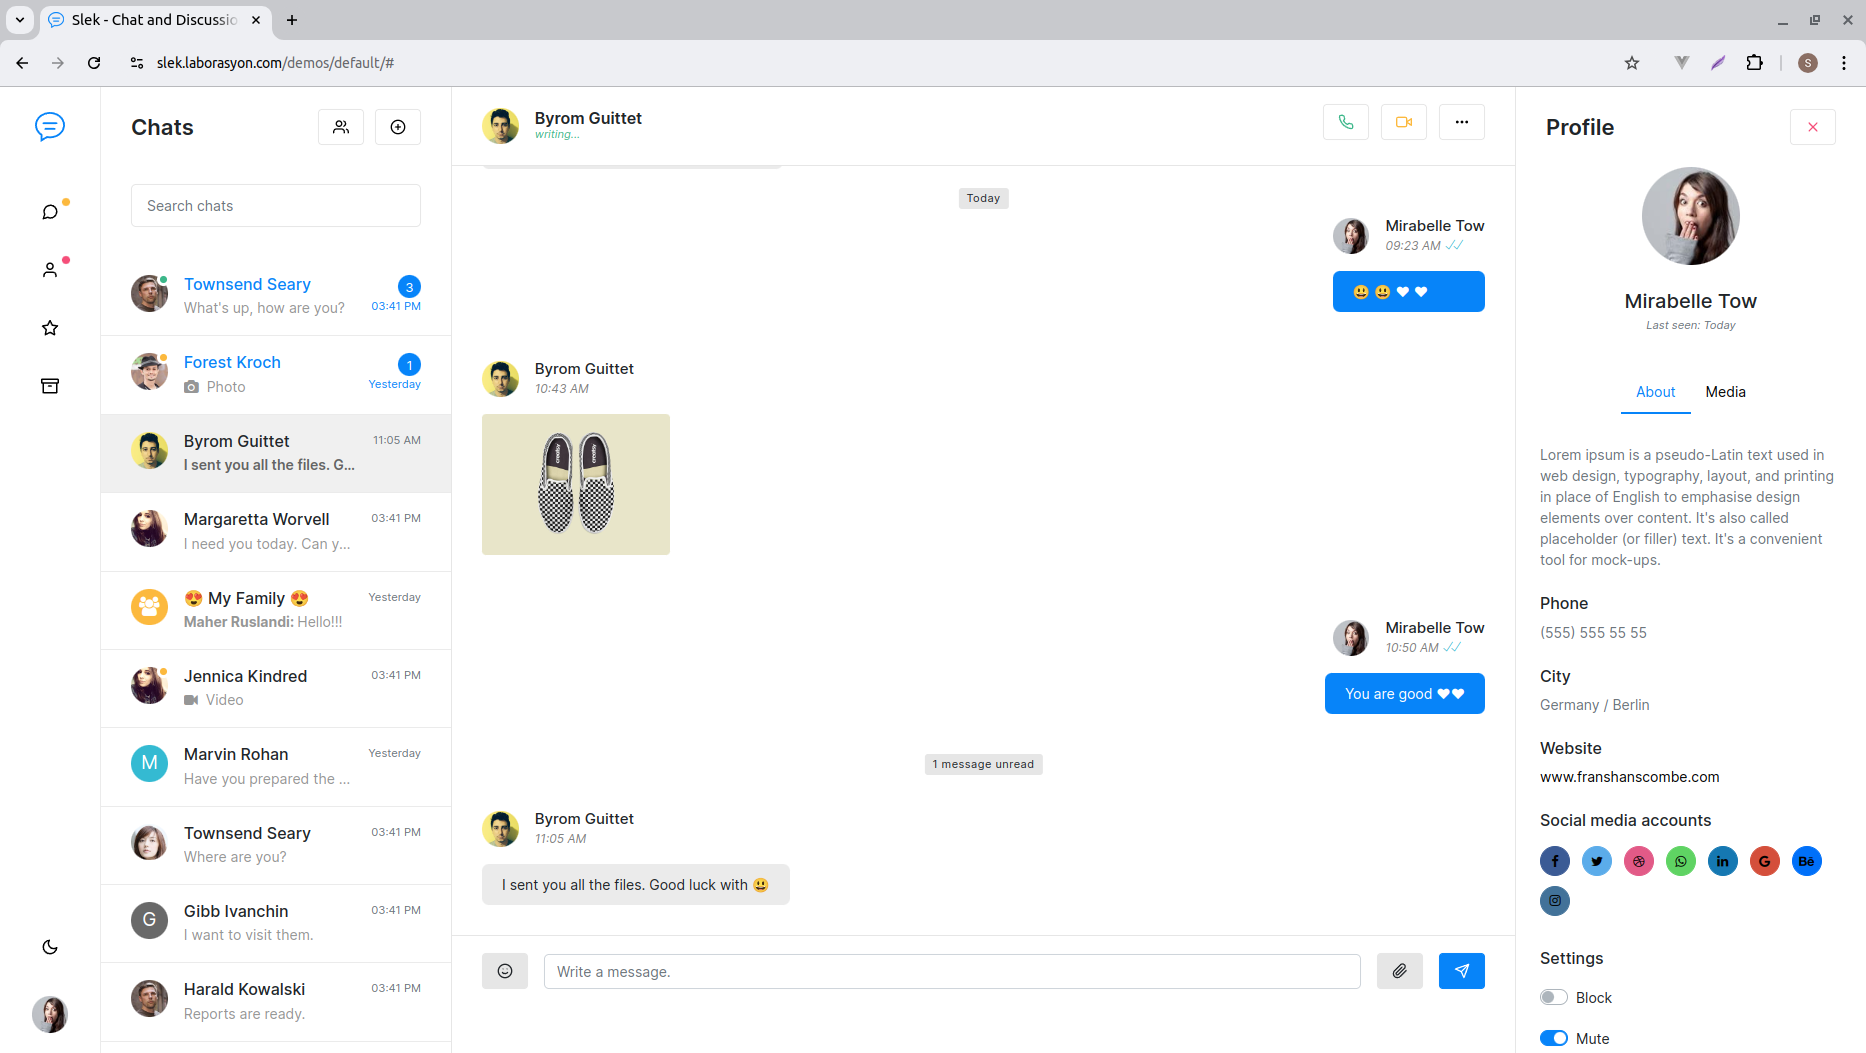 Slek - Chat and Discussio
slek.laborasyon.com/demos/default/#
S
Chats
Search chats
Townsend Seary
3
What's up, how are you?
03:41 PM
Forest Kroch
1
Photo
Yesterday
Byrom Guittet
11:05 AM
I sent you all the files. G...
Margaretta Worvell
03:41 PM
I need you today. Can y...
😍 My Family 😍
Yesterday
Maher Ruslandi: Hello!!!
Jennica Kindred
03:41 PM
Video
M
Marvin Rohan
Yesterday
Have you prepared the ...
Townsend Seary
03:41 PM
Where are you?
G
Gibb Ivanchin
03:41 PM
I want to visit them.
Harald Kowalski
03:41 PM
Reports are ready.
Byrom Guittet
writing...
Today
Mirabelle Tow
09:23 AM
😃 😃 ♥ ♥
Byrom Guittet
10:43 AM
Mirabelle Tow
10:50 AM
You are good ♥♥
1 message unread
Byrom Guittet
11:05 AM
I sent you all the files. Good luck with 😃
Write a message.
Profile
Mirabelle Tow
Last seen: Today
About Media
Lorem ipsum is a pseudo-Latin text used in
web design, typography, layout, and printing
in place of English to emphasise design
elements over content. It's also called
placeholder (or filler) text. It's a convenient
tool for mock-ups.
Phone
(555) 555 55 55
City
Germany / Berlin
Website
www.franshanscombe.com
Social media accounts
Settings
Block
Mute